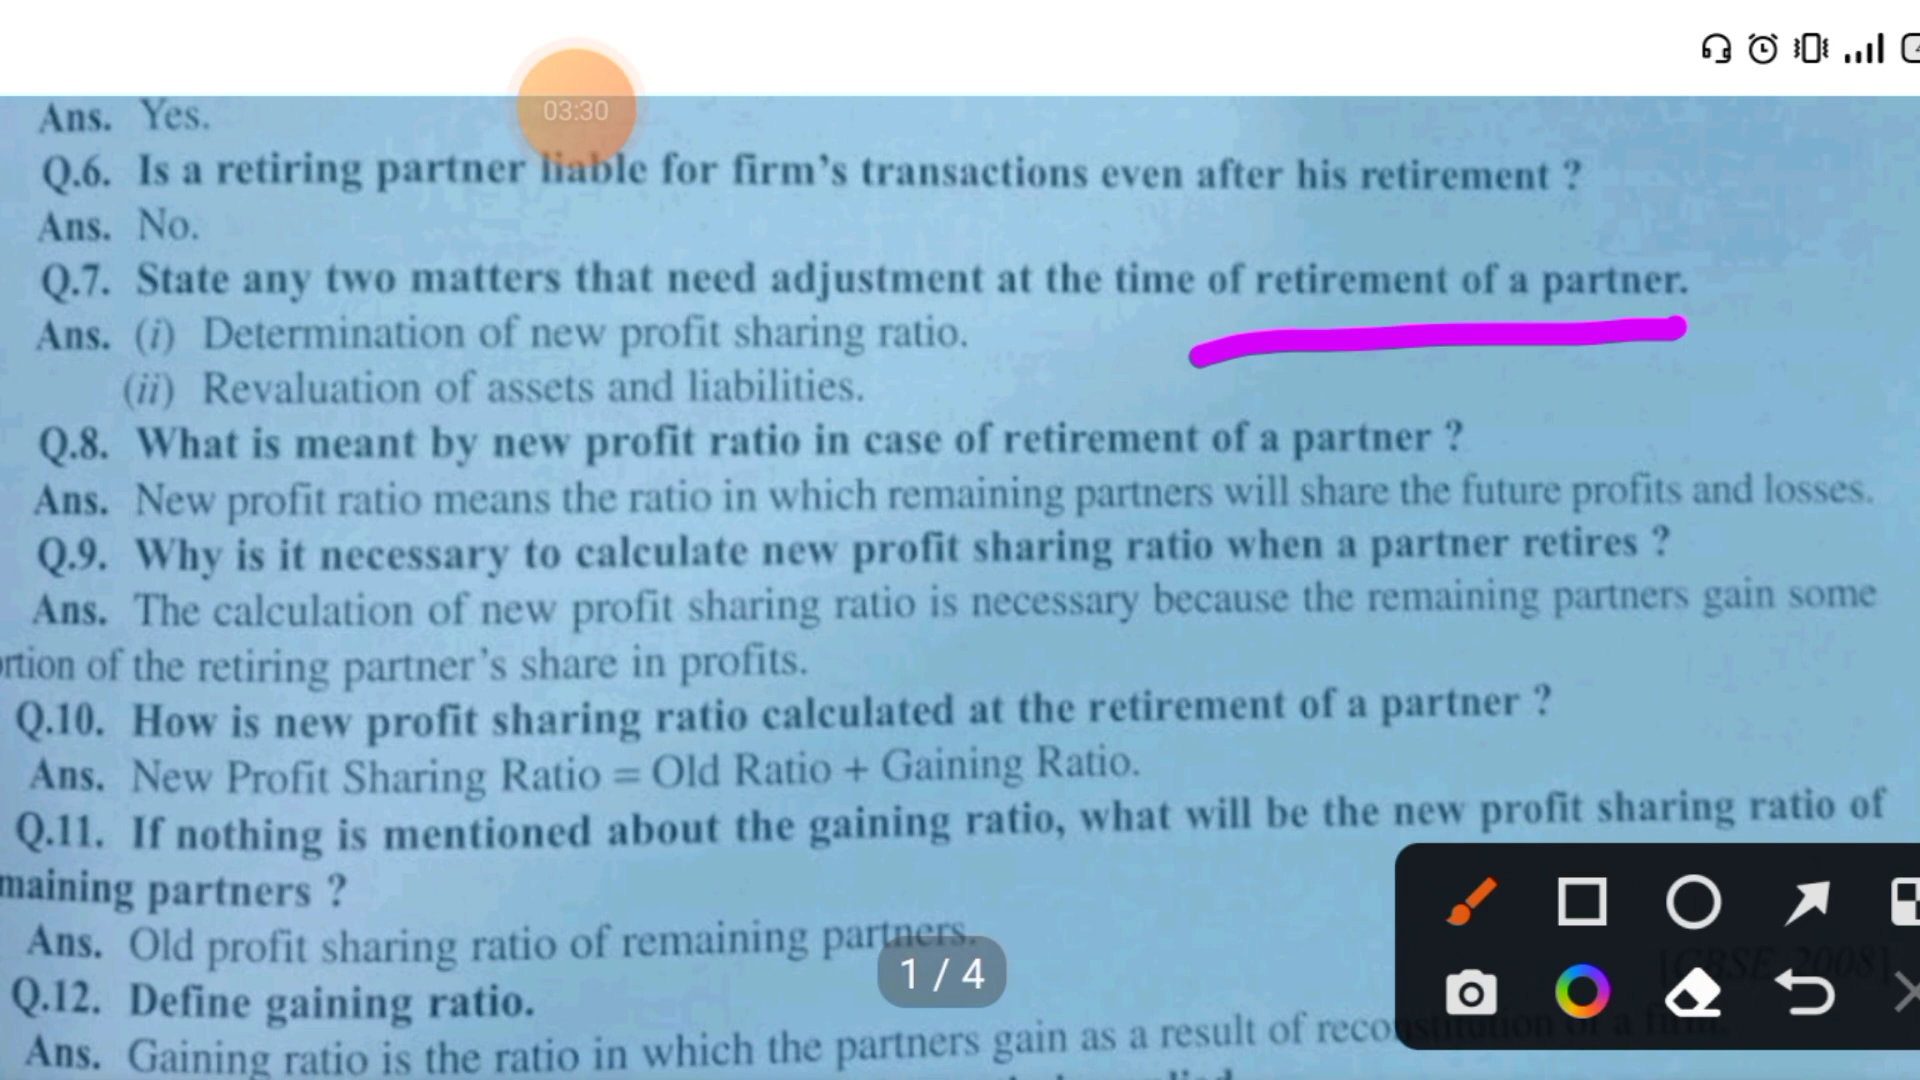 03:30
Ans. Yes.
Q.6. Is a retiring partner liable for firm's transactions even after his retirement ?
Ans. No.
Q.7. State any two matters that need adjustment at the time of retirement of a partner.
Ans. (i) Determination of new profit sharing ratio.
(ii) Revaluation of assets and liabilities.
Q.8. What is meant by new profit ratio in case of retirement of a partner ?
Ans. New profit ratio means the ratio in which remaining partners will share the future profits and losses.
Q.9. Why is it necessary to calculate new profit sharing ratio when a partner retires ?
Ans. The calculation of new profit sharing ratio is necessary because the remaining partners gain some
rtion of the retiring partner's share in profits.
Q.10. How is new profit sharing ratio calculated at the retirement of a partner ?
Ans. New Profit Sharing Ratio = Old Ratio + Gaining Ratio.
Q.11. If nothing is mentioned about the gaining ratio, what will be the new profit sharing ratio of
maining partners ?
Ans. Old profit sharing ratio of remaining partners.
1 / 4
[CBSE 2008]
Q.12. Define gaining ratio.
Ans. Gaining ratio is the ratio in which the partners gain as a result of reconstitution of a firm.